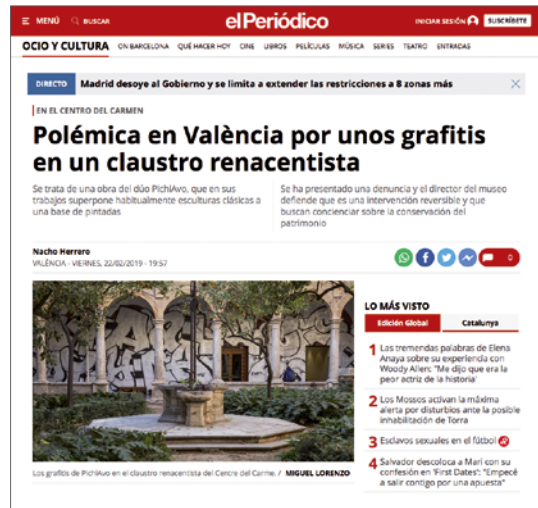 MENÚ BUSCAR elPeriódico INICIAR SESIÓN SUSCRÍBETE
OCIO Y CULTURA ON BARCELONA QUÉ HACER HOY CINE LIBROS PELÍCULAS MÚSICA SERIES TEATRO ENTRADAS
DIRECTO Madrid desoye al Gobierno y se limita a extender las restricciones a 8 zonas más
EN EL CENTRO DEL CARMEN
Polémica en València por unos grafitis
en un claustro renacentista
Se trata de una obra del dúo PichiAvo, que en sus
trabajos superpone habitualmente esculturas clásicas a
una base de pintadas
Se ha presentado una denuncia y el director del museo
defiende que es una intervención reversible y que
buscan concienciar sobre la conservación del
patrimonio
Nacho Herrero
VALÈNCIA - VIERNES, 22/02/2019 - 19:57
0
LO MÁS VISTO
Edición Global Catalunya
1 Las tremendas palabras de Elena
Anaya sobre su experiencia con
Woody Allen: "Me dijo que era la
peor actriz de la historia'
2 Los Mossos activan la máxima
alerta por disturbios ante la posible
inhabilitación de Torra
3 Esclavos sexuales en el fútbol
4 Salvador descoloca a Mari con su
confesión en 'First Dates': "Empecé
a salir contigo por una apuesta"
Los grafitis de PichiAvo en el claustro renacentista del Centre del Carme. / MIGUEL LORENZO